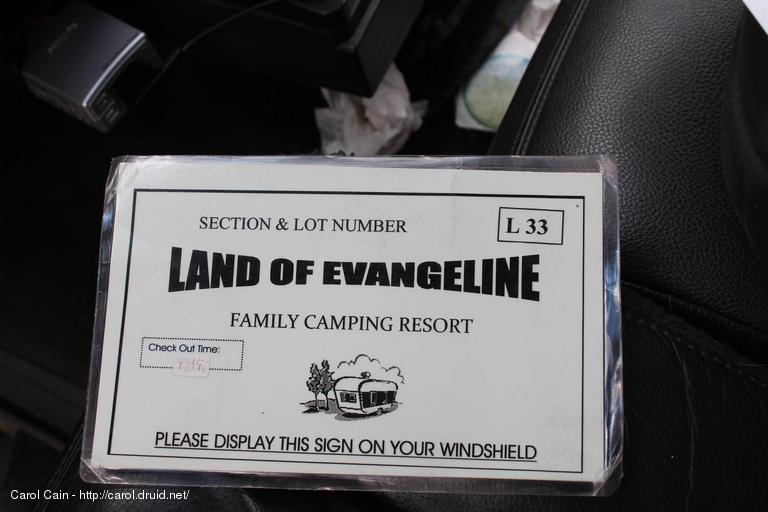 SECTION & LOT NUMBER
L 33
LAND OF EVANGELINE
FAMILY CAMPING RESORT
Check Out Time:
PLEASE DISPLAY THIS SIGN ON YOUR WINDSHIELD
Carol Cain - http://carol.druid.net/